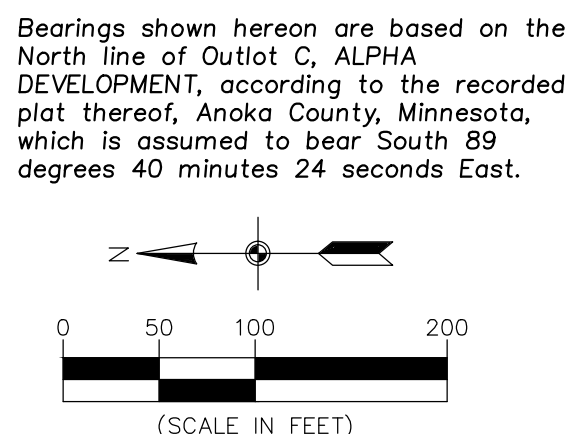 Bearings shown hereon are based on the
North line of Outlot C, ALPHA
DEVELOPMENT, according to the recorded
plat thereof, Anoka County, Minnesota,
which is assumed to bear South 89
degrees 40 minutes 24 seconds East.
N
0 50 100 200
(SCALE IN FEET)